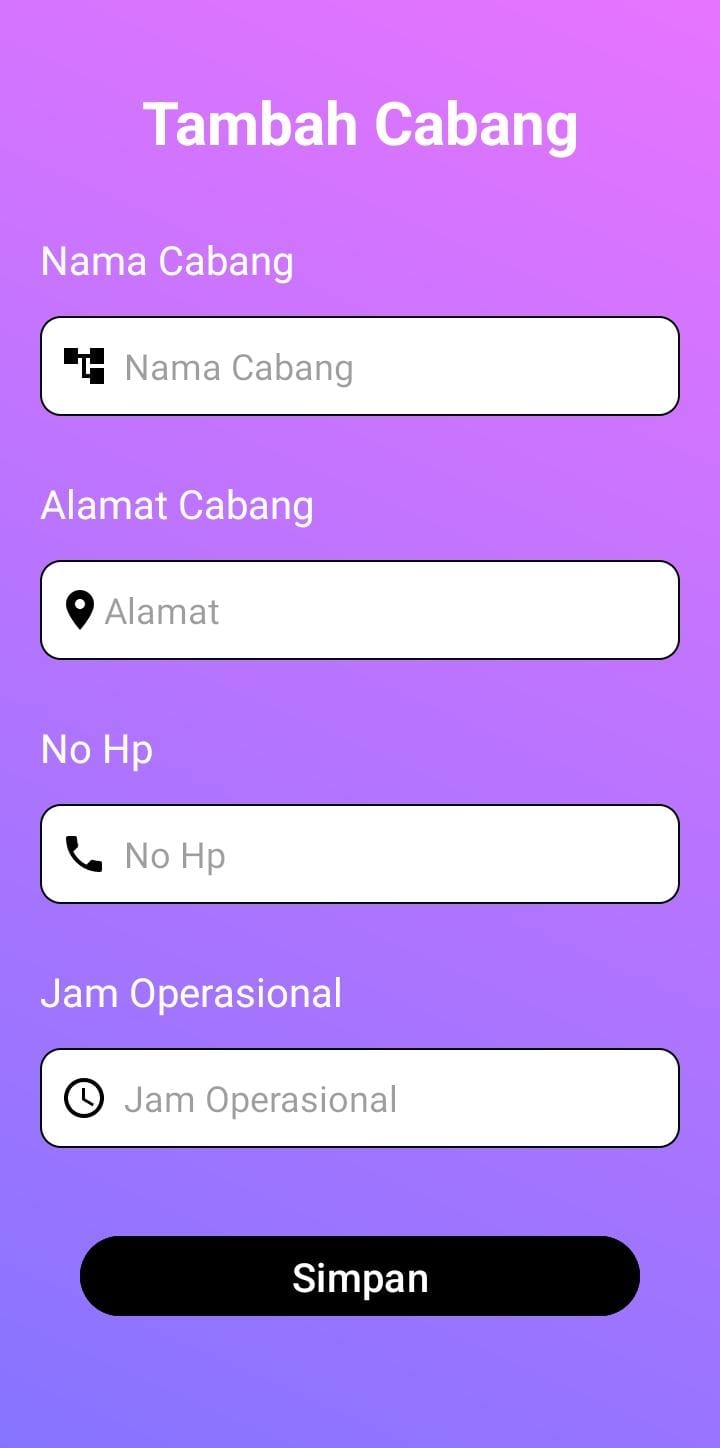 Tambah Cabang
Nama Cabang
Nama Cabang
Alamat Cabang
Alamat
No Hp
No Hp
Jam Operasional
Jam Operasional
Simpan